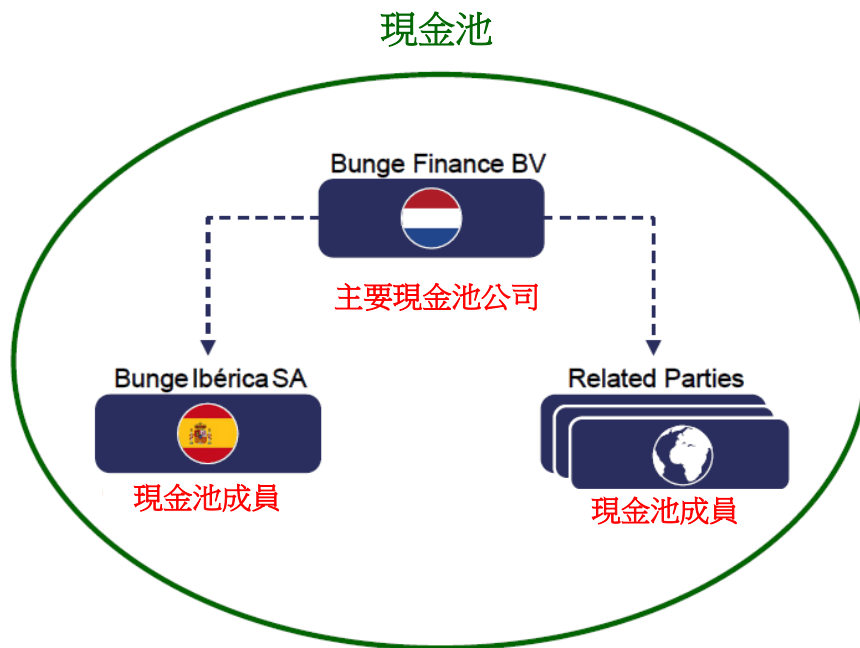 現金池
Bunge Finance BV
主要現金池公司
Bunge Ibérica SA
現金池成員
Related Parties
現金池成員